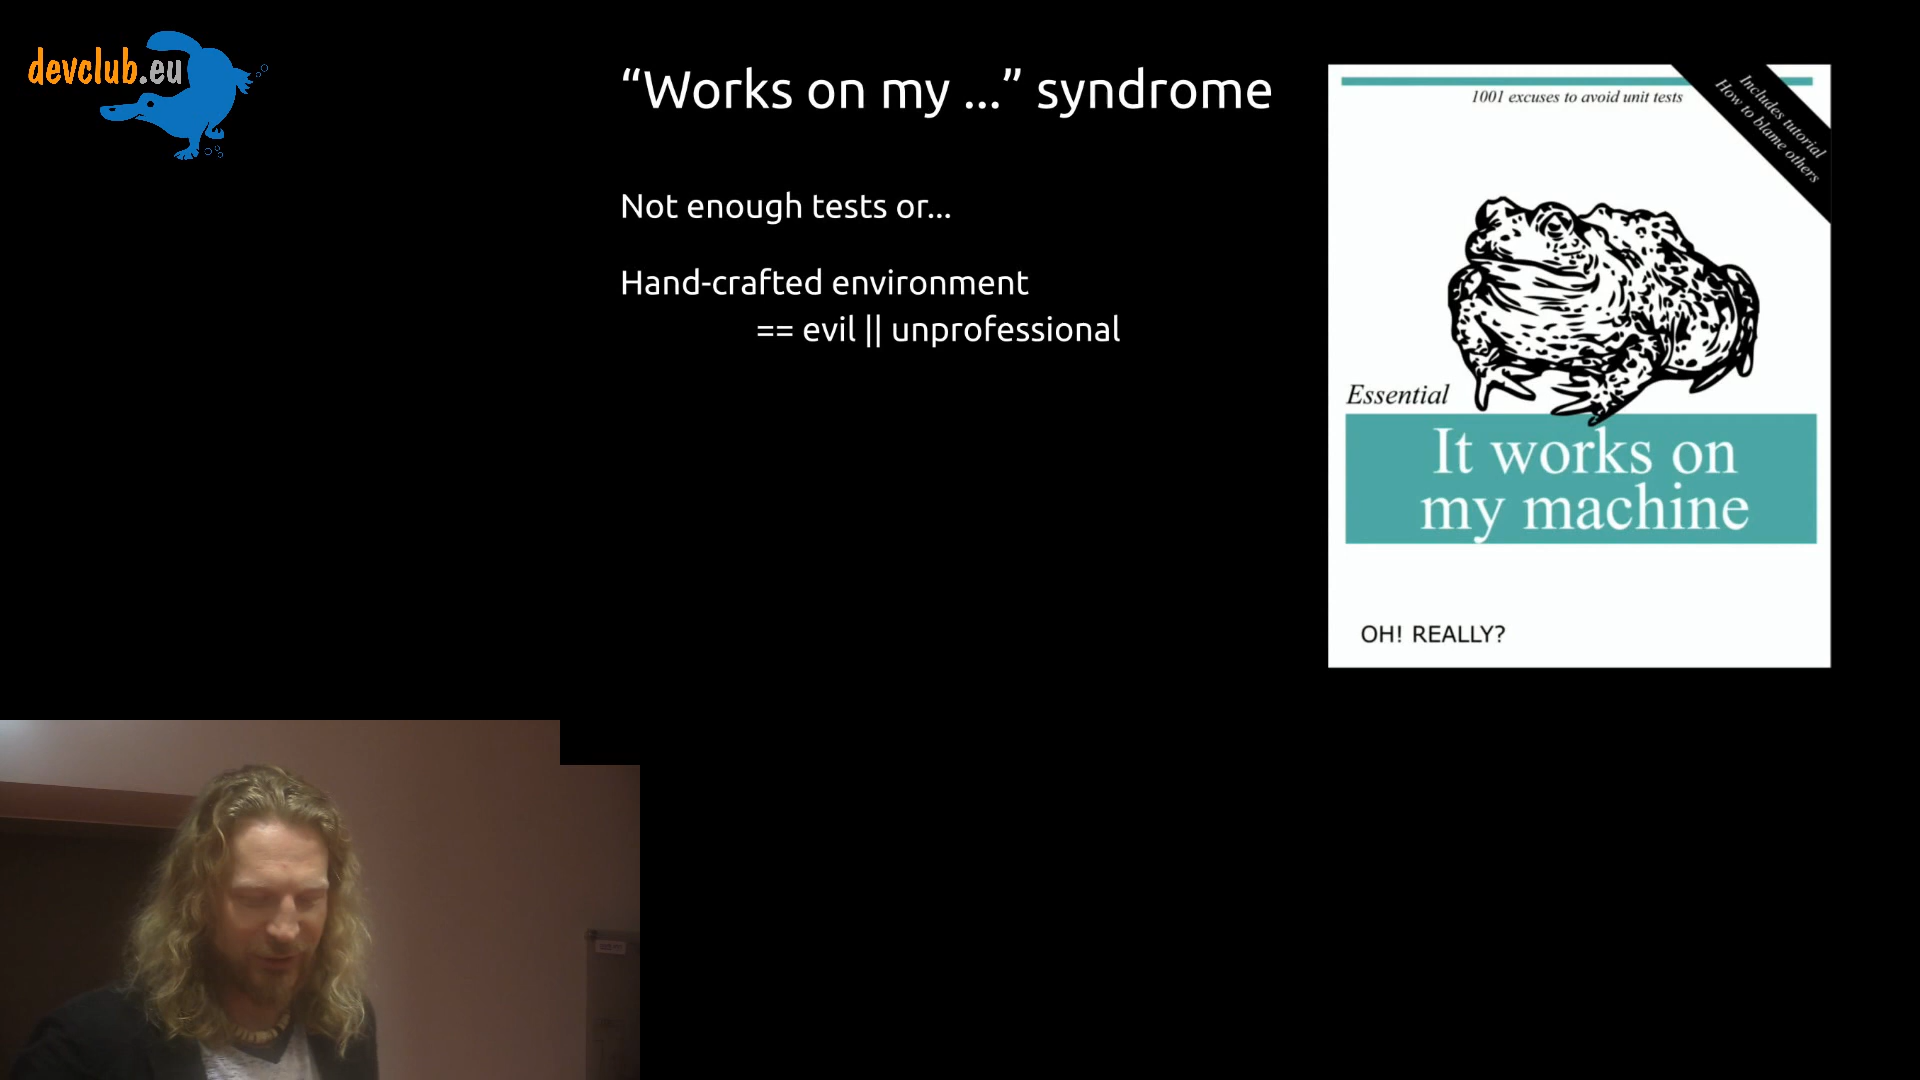 devclub.eu
“Works on my ...” syndrome
Not enough tests or...
Hand-crafted environment
== evil || unprofessional
1001 excuses to avoid unit tests
Includes tutorial
How to blame others
Essential
It works on
my machine
OH! REALLY?